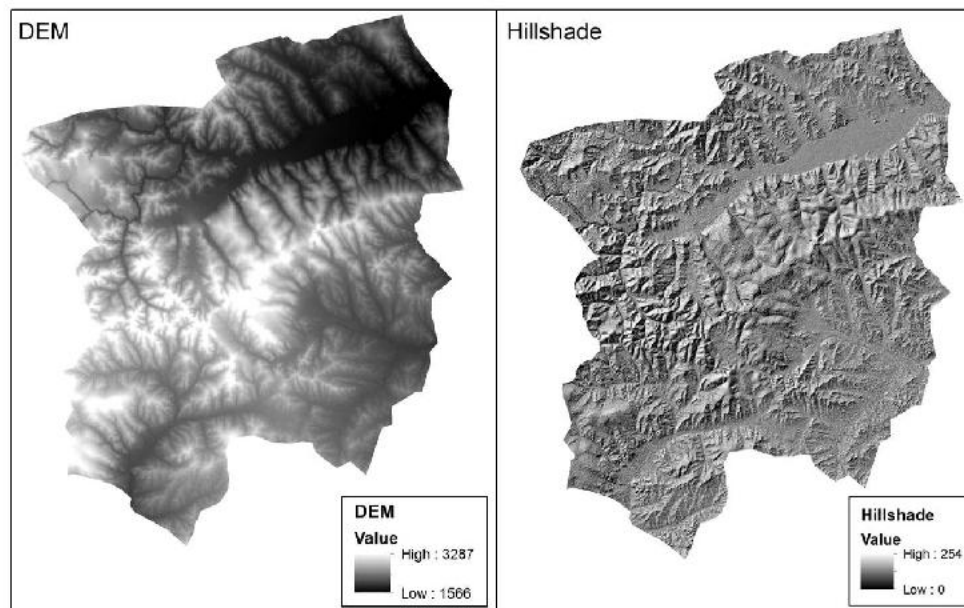 DEM
DEM
Value
High : 3287
Low : 1566
Hillshade
Hillshade
Value
High : 254
Low : 0